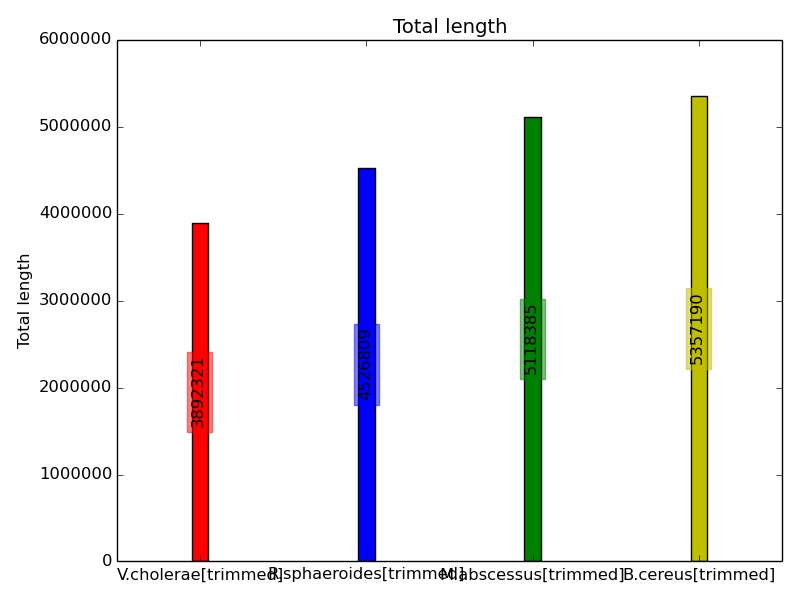 Total length
6000000
5000000
4000000
3000000
2000000
1000000
0
Total length
3892321
4526809
5118385
5357190
V.cholerae[trimmed]
R.sphaeroides[trimmed]
M.abscessus[trimmed]
B.cereus[trimmed]